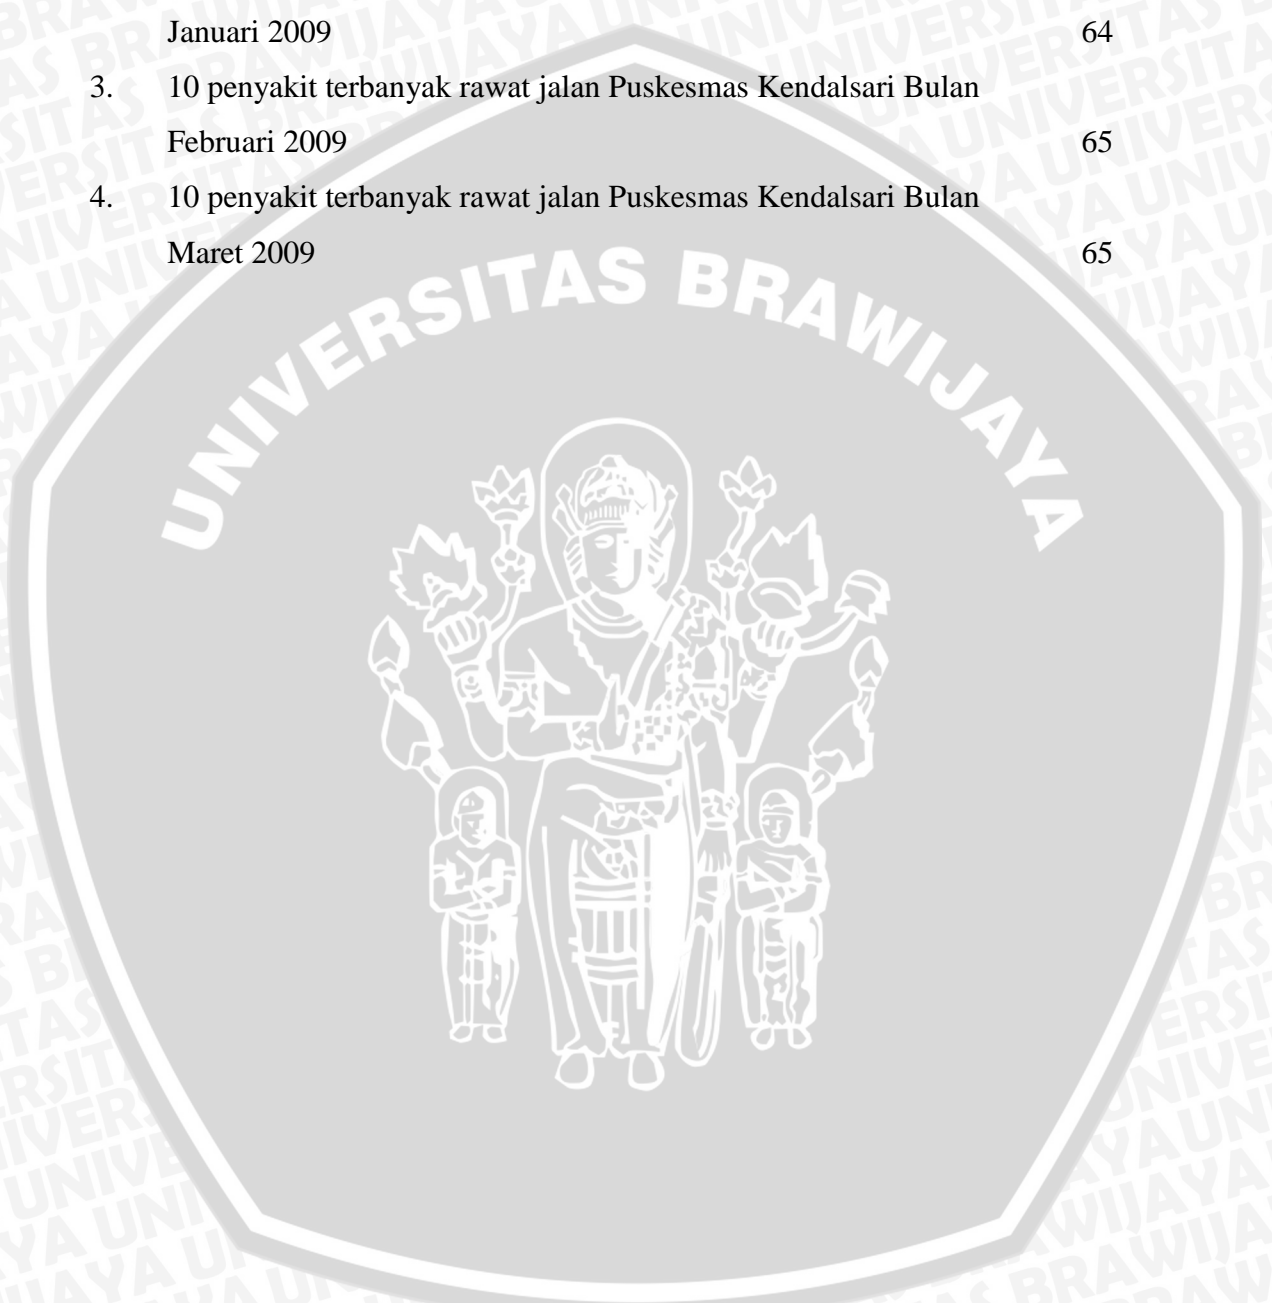 Januari 2009 64
3. 10 penyakit terbanyak rawat jalan Puskesmas Kendalsari Bulan
Februari 2009 65
4. 10 penyakit terbanyak rawat jalan Puskesmas Kendalsari Bulan
Maret 2009 65
UNIVERSITAS BRAWIJAYA